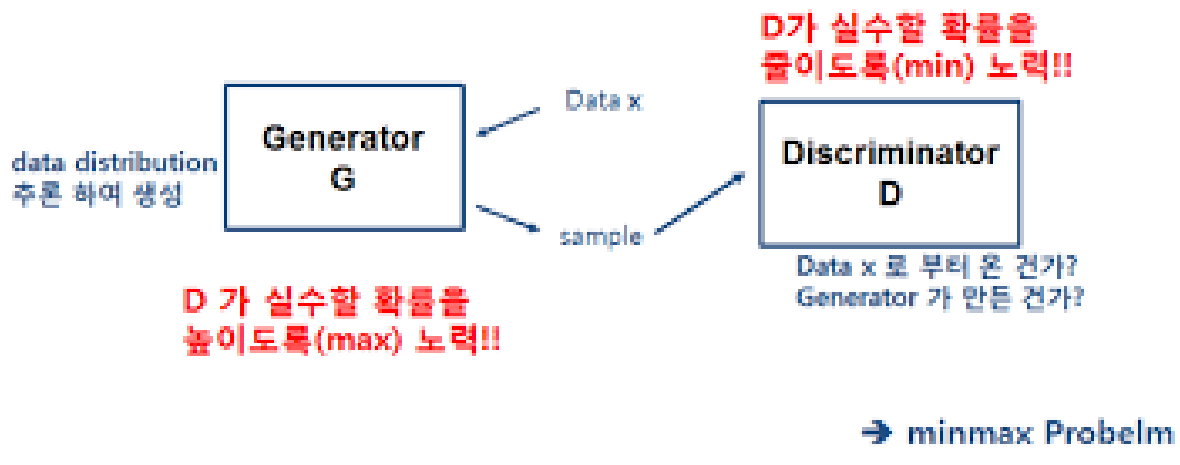 D가 실수할 확률을
줄이도록(min) 노력!!
Data x
Generator
G
data distribution
추론 하여 생성
Discriminator
D
sample
Data x 로 부터 온 건가?
Generator 가 만든 건가?
D 가 실수할 확률을
높이도록(max) 노력!!
→ minmax Probelm